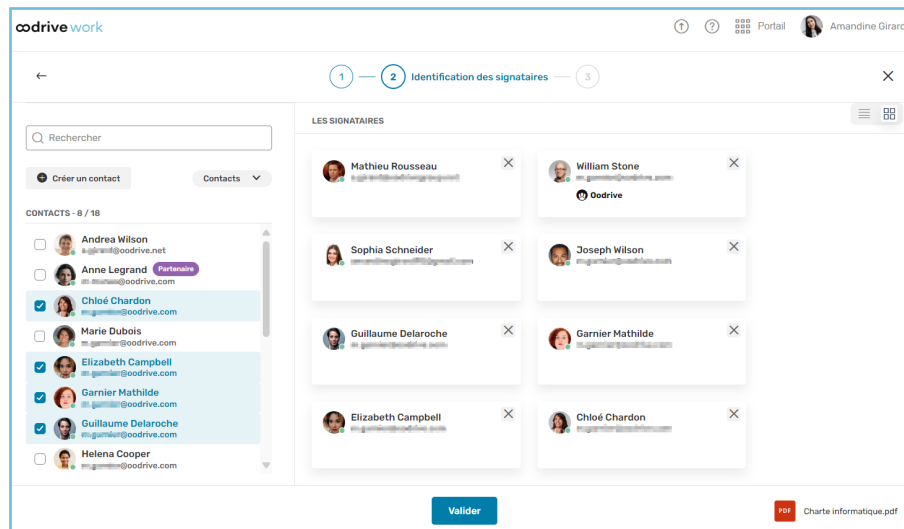 oodrive work
Portail
Amandine Girard
1
2
Identification des signataires
3
Rechercher
Créer un contact
Contacts
CONTACTS - 8 / 18
Andrea Wilson
@oodrive.net
Anne Legrand
Partenaire
@oodrive.com
Chloé Chardon
@oodrive.com
Marie Dubois
@oodrive.com
Elizabeth Campbell
@oodrive.com
Garnier Mathilde
@oodrive.com
Guillaume Delaroche
@oodrive.com
Helena Cooper
@oodrive.com
LES SIGNATAIRES
Mathieu Rousseau
William Stone
Oodrive
Sophia Schneider
Joseph Wilson
Guillaume Delaroche
Garnier Mathilde
Elizabeth Campbell
Chloé Chardon
Valider
PDF
Charte informatique.pdf